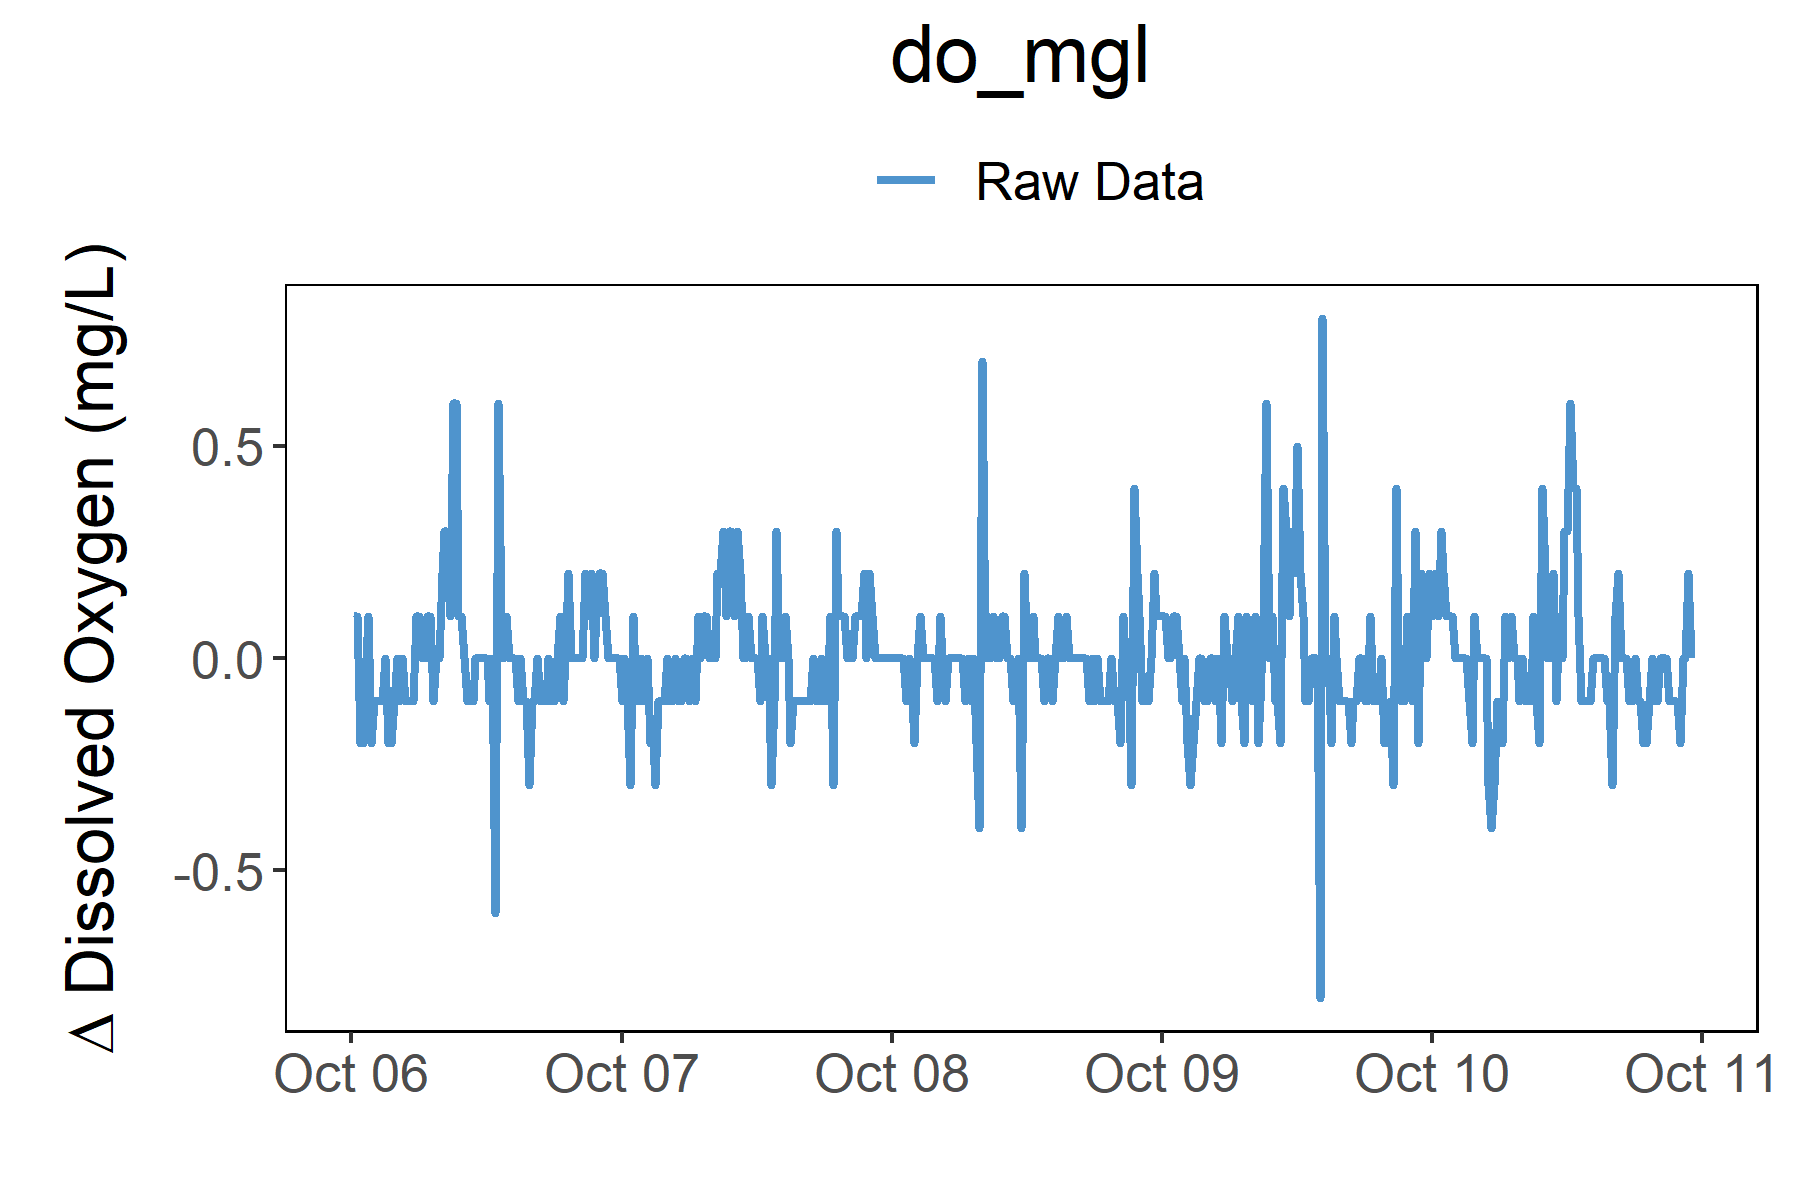 do_mgl
Raw Data
Δ Dissolved Oxygen (mg/L)
0.5
0.0
-0.5
Oct 06 Oct 07 Oct 08 Oct 09 Oct 10 Oct 11